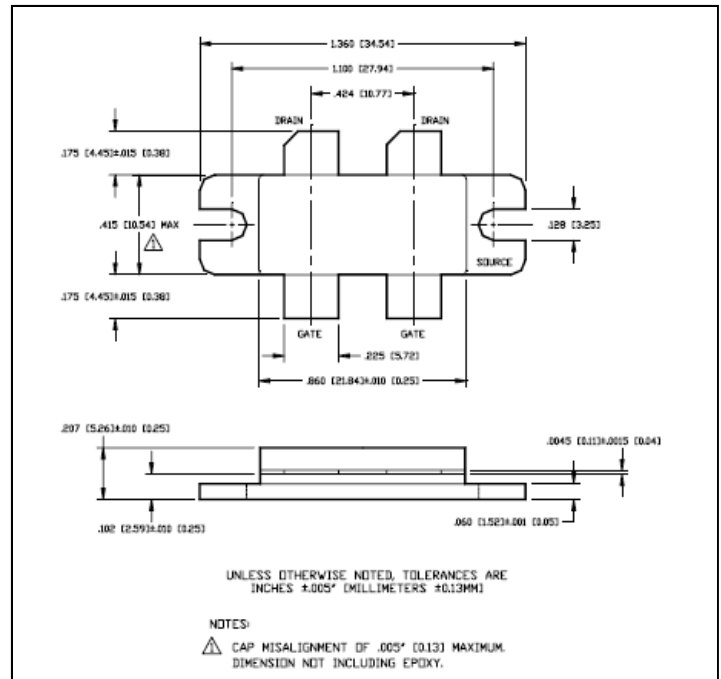 1.360 [34.54]
1.100 [27.94]
.424 [10.77]
DRAIN
DRAIN
.175 [4.45]±.015 [0.38]
.415 [10.54] MAX
1
.128 [3.25]
SOURCE
.175 [4.45]±.015 [0.38]
GATE
GATE
.225 [5.72]
.860 [21.84]±.010 [0.25]
.207 [5.26]±.010 [0.25]
.0045 [0.11]±.0015 [0.04]
.102 [2.59]±.010 [0.25]
.060 [1.52]±.001 [0.05]
UNLESS OTHERWISE NOTED, TOLERANCES ARE
INCHES ±.005" [MILLIMETERS ±0.13MM]
NOTES:
1 CAP MISALIGNMENT OF .005" [0.13] MAXIMUM.
DIMENSION NOT INCLUDING EPOXY.